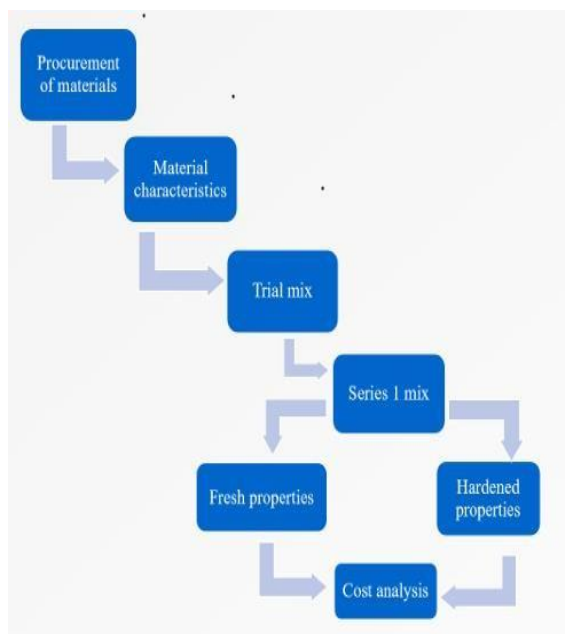 Procurement
of materials
Material
characteristics
Trial mix
Series 1 mix
Fresh properties
Hardened
properties
Cost analysis